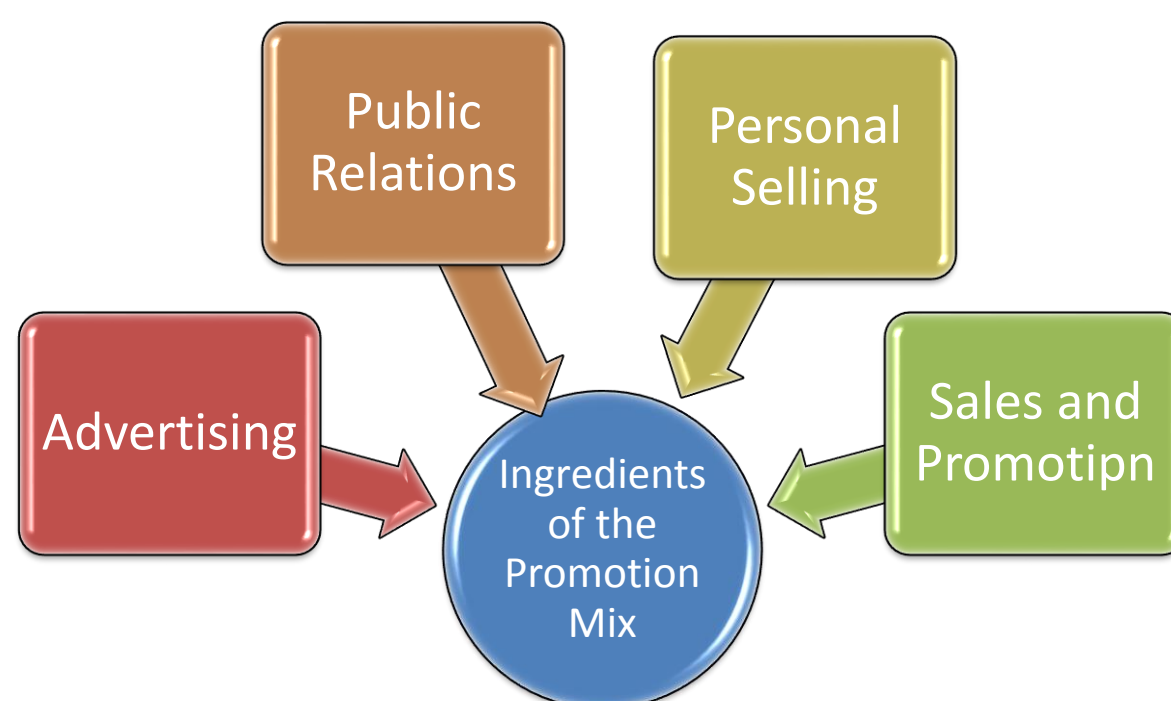 Public
Relations
Personal
Selling
Advertising
Sales and
Promotipn
Ingredients
of the
Promotion
Mix